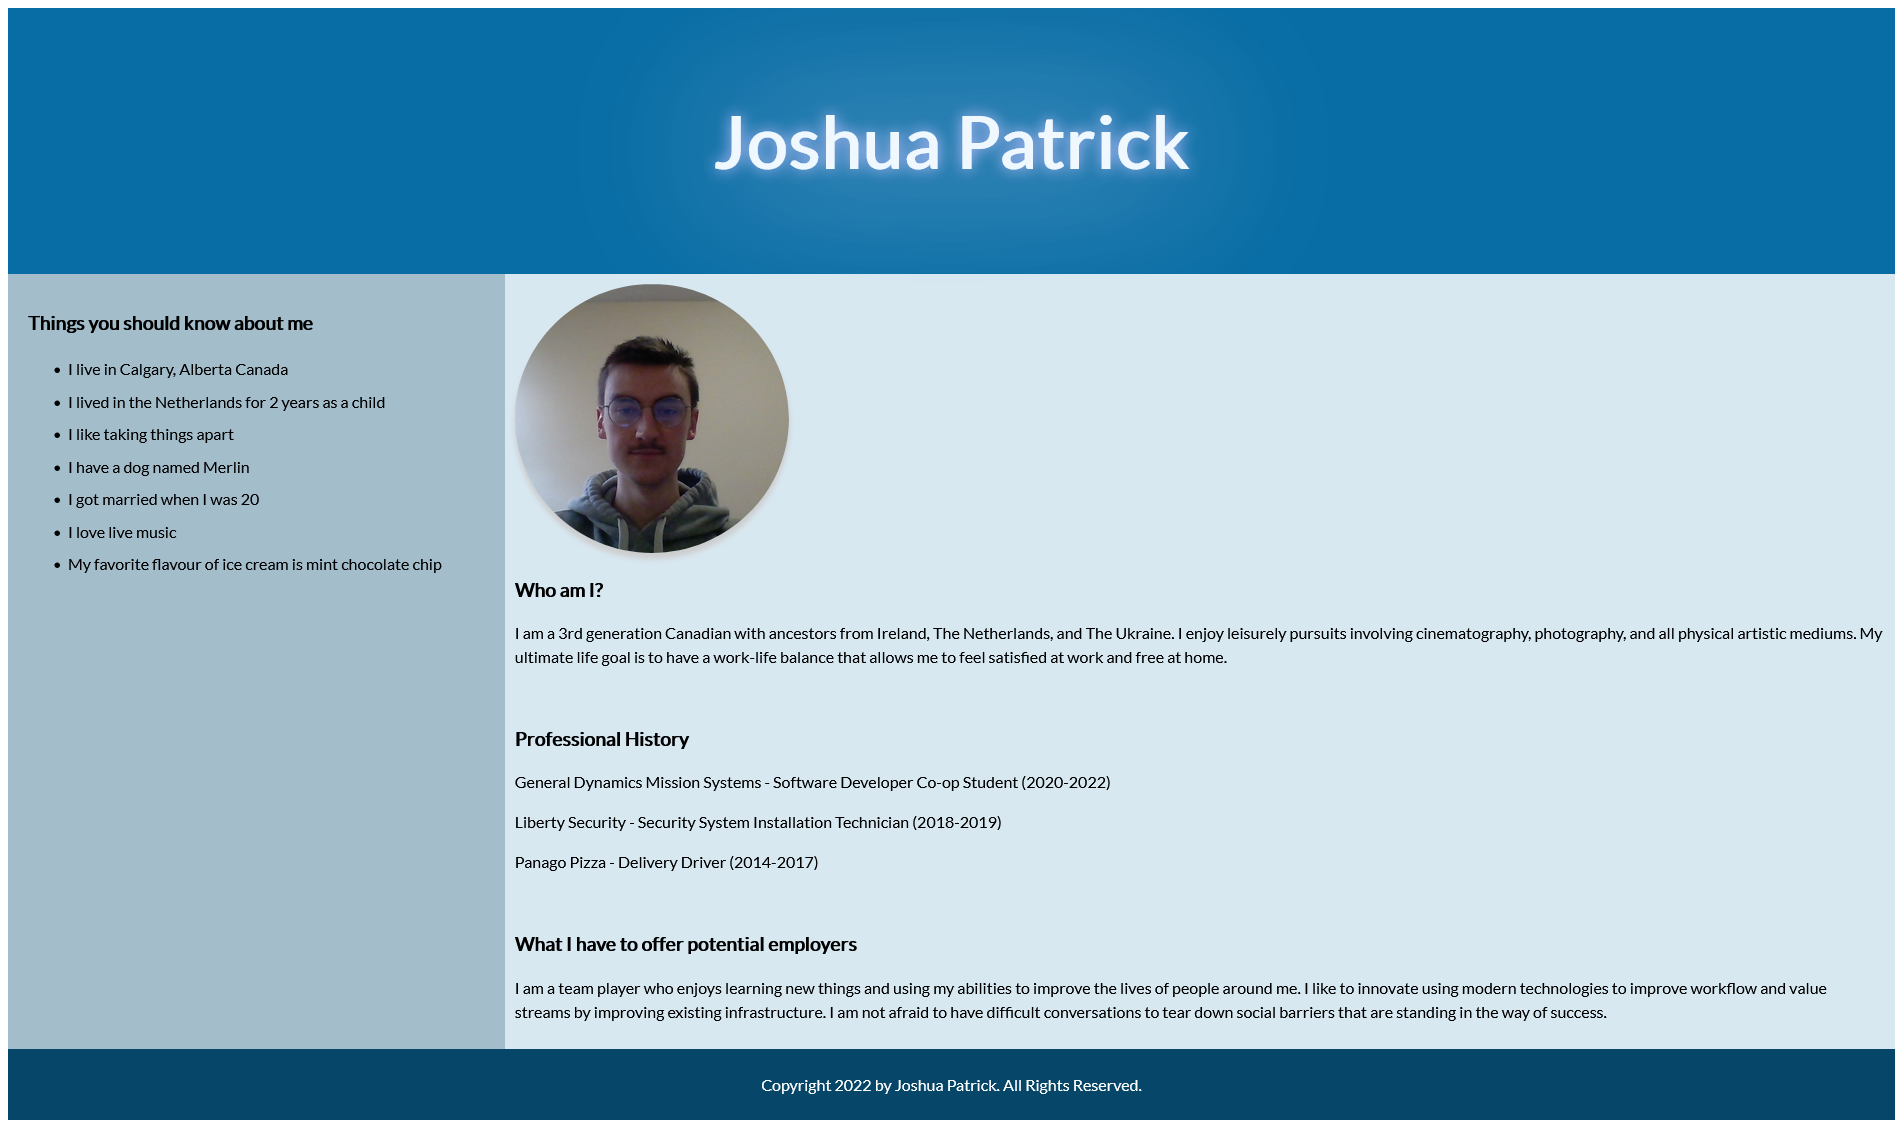 Joshua Patrick
Things you should know about me
• I live in Calgary, Alberta Canada
• I lived in the Netherlands for 2 years as a child
• I like taking things apart
• I have a dog named Merlin
• I got married when I was 20
• I love live music
• My favorite flavour of ice cream is mint chocolate chip
Who am I?
I am a 3rd generation Canadian with ancestors from Ireland, The Netherlands, and The Ukraine. I enjoy leisurely pursuits involving cinematography, photography, and all physical artistic mediums. My
ultimate life goal is to have a work-life balance that allows me to feel satisfied at work and free at home.
Professional History
General Dynamics Mission Systems - Software Developer Co-op Student (2020-2022)
Liberty Security - Security System Installation Technician (2018-2019)
Panago Pizza - Delivery Driver (2014-2017)
What I have to offer potential employers
I am a team player who enjoys learning new things and using my abilities to improve the lives of people around me. I like to innovate using modern technologies to improve workflow and value
streams by improving existing infrastructure. I am not afraid to have difficult conversations to tear down social barriers that are standing in the way of success.
Copyright 2022 by Joshua Patrick. All Rights Reserved.